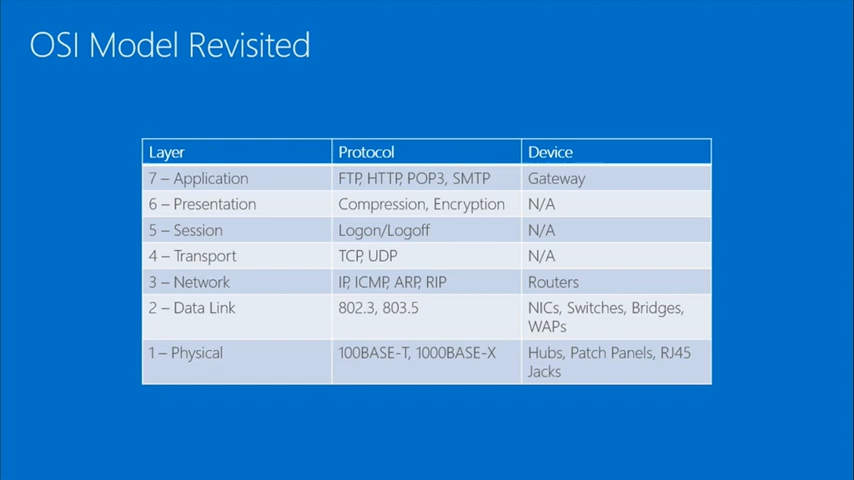 OSI Model Revisited
Layer Protocol Device
7 – Application FTP, HTTP, POP3, SMTP Gateway
6 – Presentation Compression, Encryption N/A
5 – Session Logon/Logoff N/A
4 – Transport TCP, UDP N/A
3 – Network IP, ICMP, ARP, RIP Routers
2 – Data Link 802.3, 803.5 NICs, Switches, Bridges,
WAPs
1 – Physical 100BASE-T, 1000BASE-X Hubs, Patch Panels, RJ45
Jacks